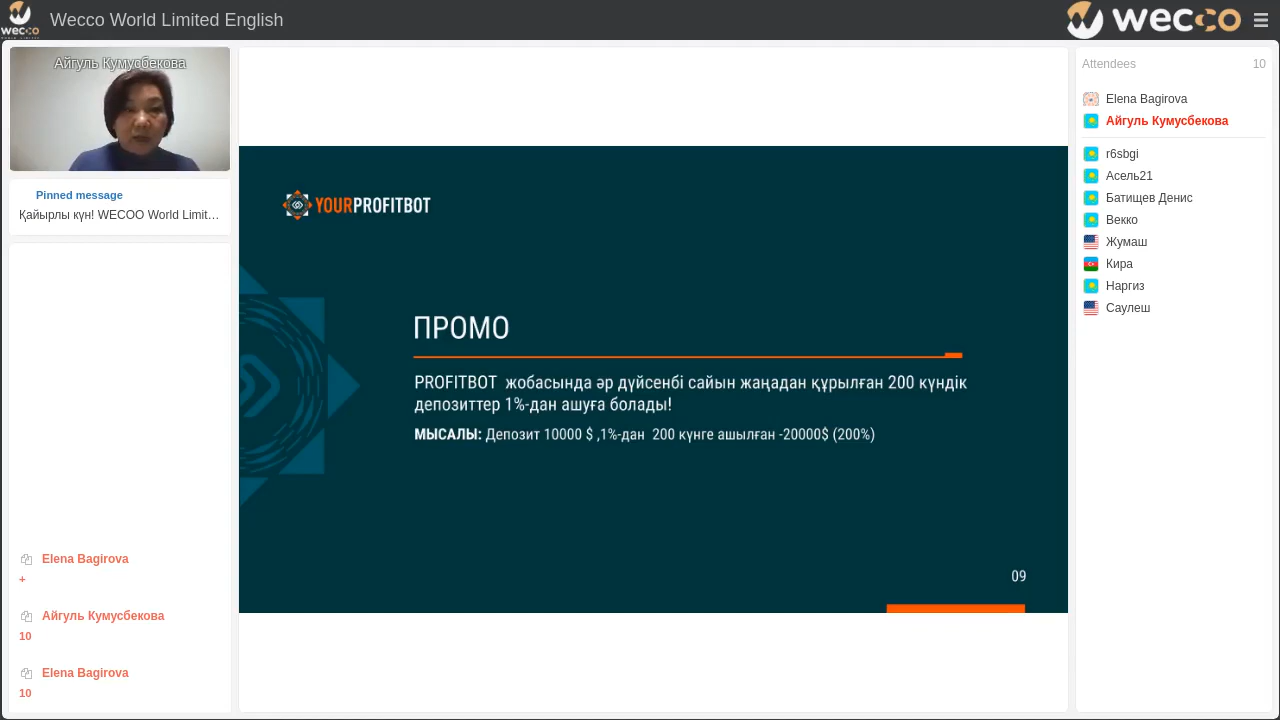 wecco
Wecco World Limited English
wecco
Айгуль Кумусбекова
Pinned message
Қайырлы күн! WECOO World Limit…
Elena Bagirova
+
Айгуль Кумусбекова
10
Elena Bagirova
10
YOURPROFITBOT
ПРОМО
PROFITBOT жобасында әр дүйсенбі сайын жаңадан құрылған 200 күндік
депозиттер 1%-дан ашуға болады!
МЫСАЛЫ: Депозит 10000 $ ,1%-дан 200 күнге ашылған -20000$ (200%)
09
Attendees 10
Elena Bagirova
Айгуль Кумусбекова
r6sbgi
Асель21
Батищев Денис
Векко
Жумаш
Кира
Наргиз
Саулеш